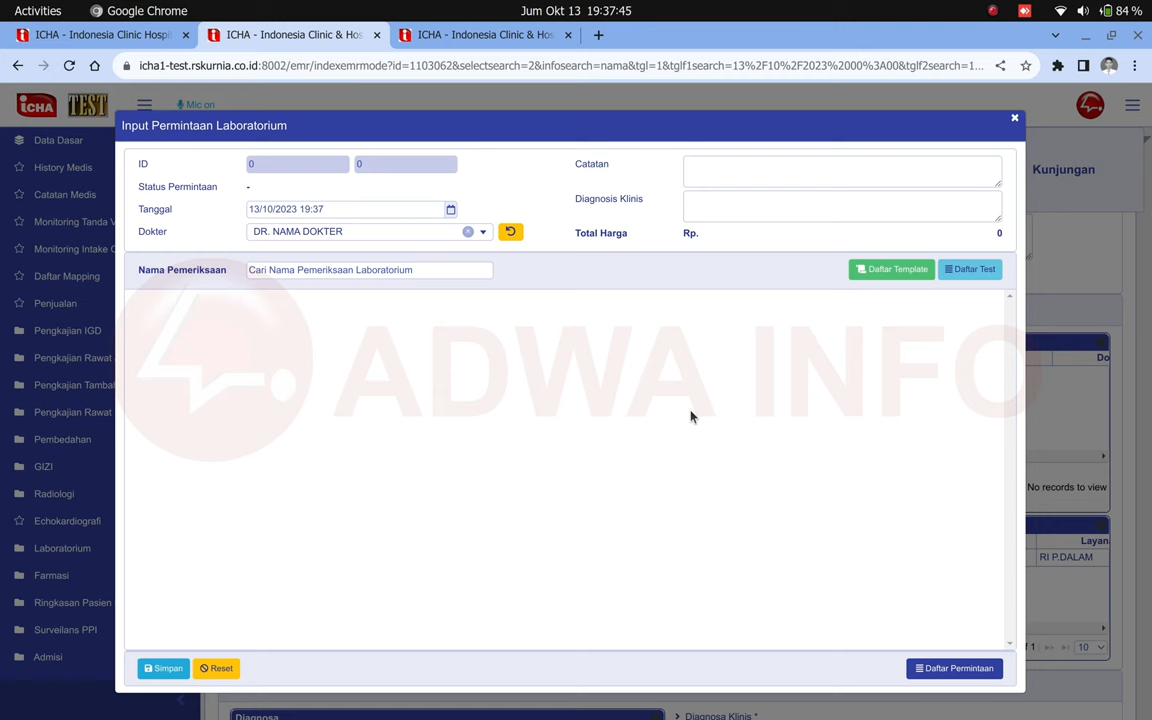 Activities
Google Chrome
Jum Okt 13 19:37:45
84 %
ICHA - Indonesia Clinic Hospi
ICHA - Indonesia Clinic & Hos
ICHA - Indonesia Clinic & Hos
icha1-test.rskurnia.co.id:8002/emr/indexemrmode?id=1103062&selectsearch=2&infosearch=nama&tgl=1&tglf1search=13%2F10%2F2023%2000%3A00&tglf2search=1...
iCHA TEST
Mic on
Input Permintaan Laboratorium
Data Dasar
History Medis
Catatan Medis
Monitoring Tanda V
Monitoring Intake O
Daftar Mapping
Penjualan
Pengkajian IGD
Pengkajian Rawat
Pengkajian Tambah
Pengkajian Rawat
Pembedahan
GIZI
Radiologi
Echokardiografi
Laboratorium
Farmasi
Ringkasan Pasien
Surveilans PPI
Admisi
ID 0 0
Status Permintaan -
Tanggal 13/10/2023 19:37
Dokter DR. NAMA DOKTER
Catatan
Diagnosis Klinis
Total Harga Rp. 0
Nama Pemeriksaan Cari Nama Pemeriksaan Laboratorium
Daftar Template
Daftar Test
ADWA INFO
Simpan
Reset
Daftar Permintaan
Kunjungan
Do
No records to view
Layan
RI P.DALAM
of 1
10
Diagnosa
Diagnosa Klinis *